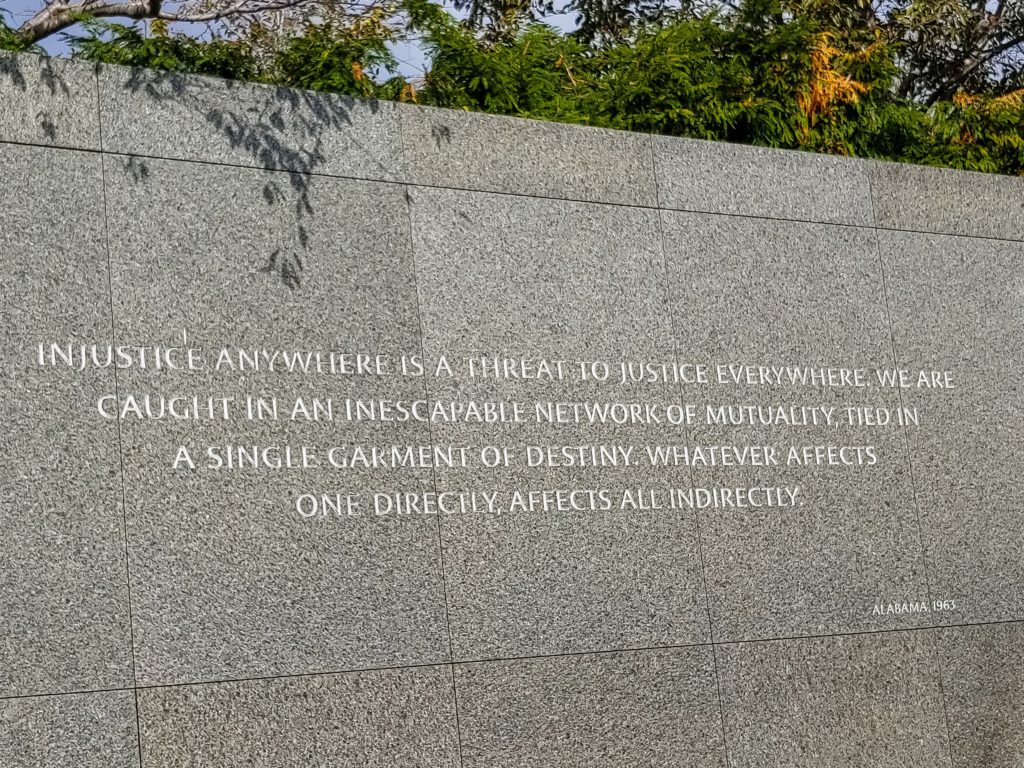 INJUSTICE ANYWHERE IS A THREAT TO JUSTICE EVERYWHERE. WE ARE
CAUGHT IN AN INESCAPABLE NETWORK OF MUTUALITY, TIED IN
A SINGLE GARMENT OF DESTINY. WHATEVER AFFECTS
ONE DIRECTLY, AFFECTS ALL INDIRECTLY.
ALABAMA, 1963